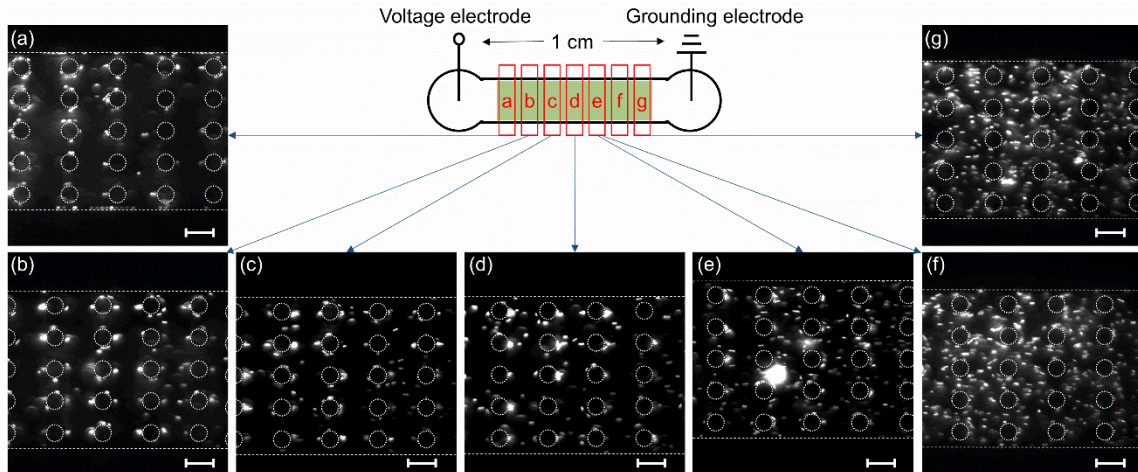 Voltage electrode
Grounding electrode
1 cm
a b c d e f g
(a)
(g)
(b)
(c)
(d)
(e)
(f)